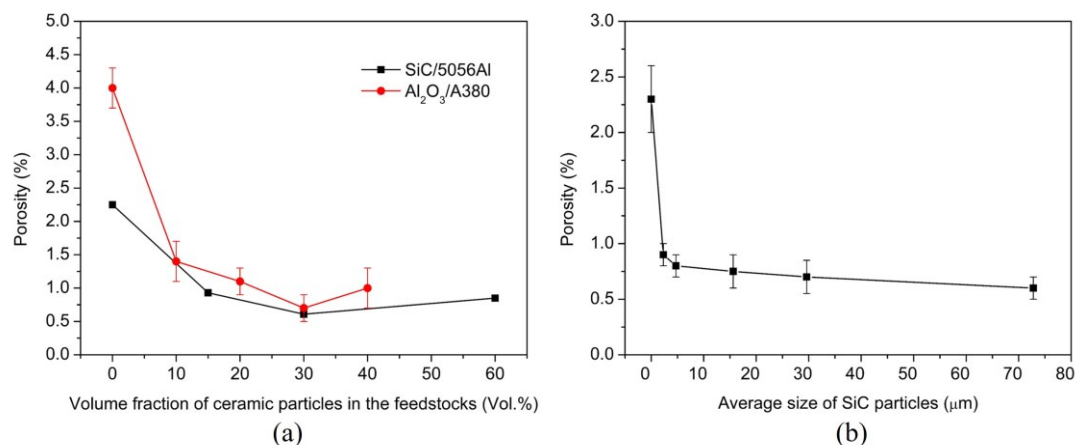 5.0
4.5
4.0
3.5
3.0
2.5
2.0
1.5
1.0
0.5
0.0
Porosity (%)
SiC/5056Al
Al₂O₃/A380
0 10 20 30 40 50 60
Volume fraction of ceramic particles in the feedstocks (Vol.%)
(a)
3.0
2.5
2.0
1.5
1.0
0.5
0.0
Porosity (%)
0 10 20 30 40 50 60 70 80
Average size of SiC particles (μm)
(b)